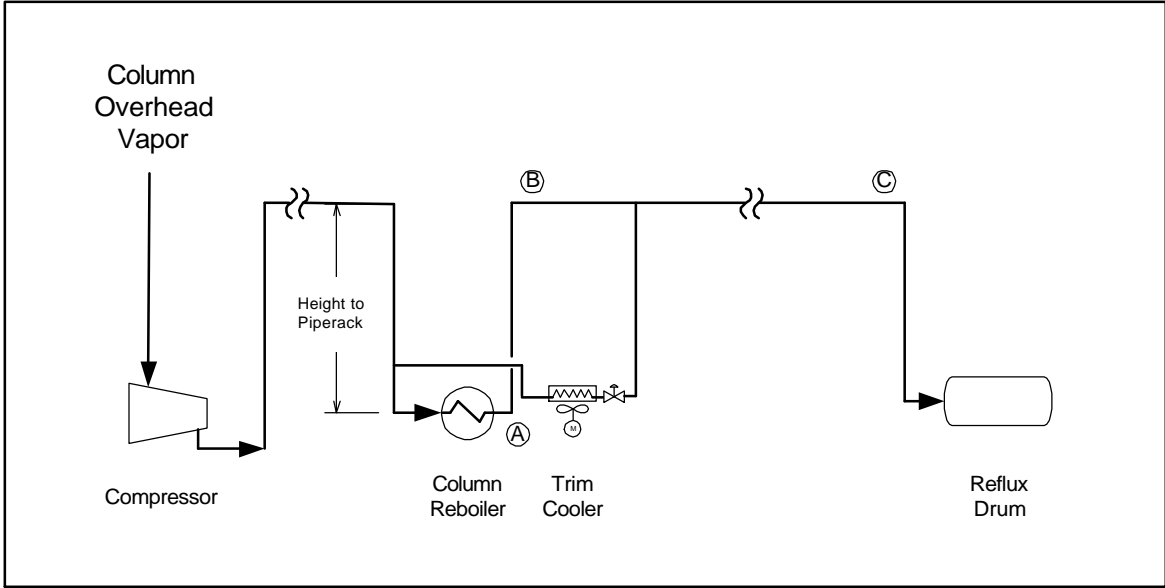 Column
Overhead
Vapor
B
C
Height to
Piperack
A
M
Compressor
Column
Reboiler
Trim
Cooler
Reflux
Drum